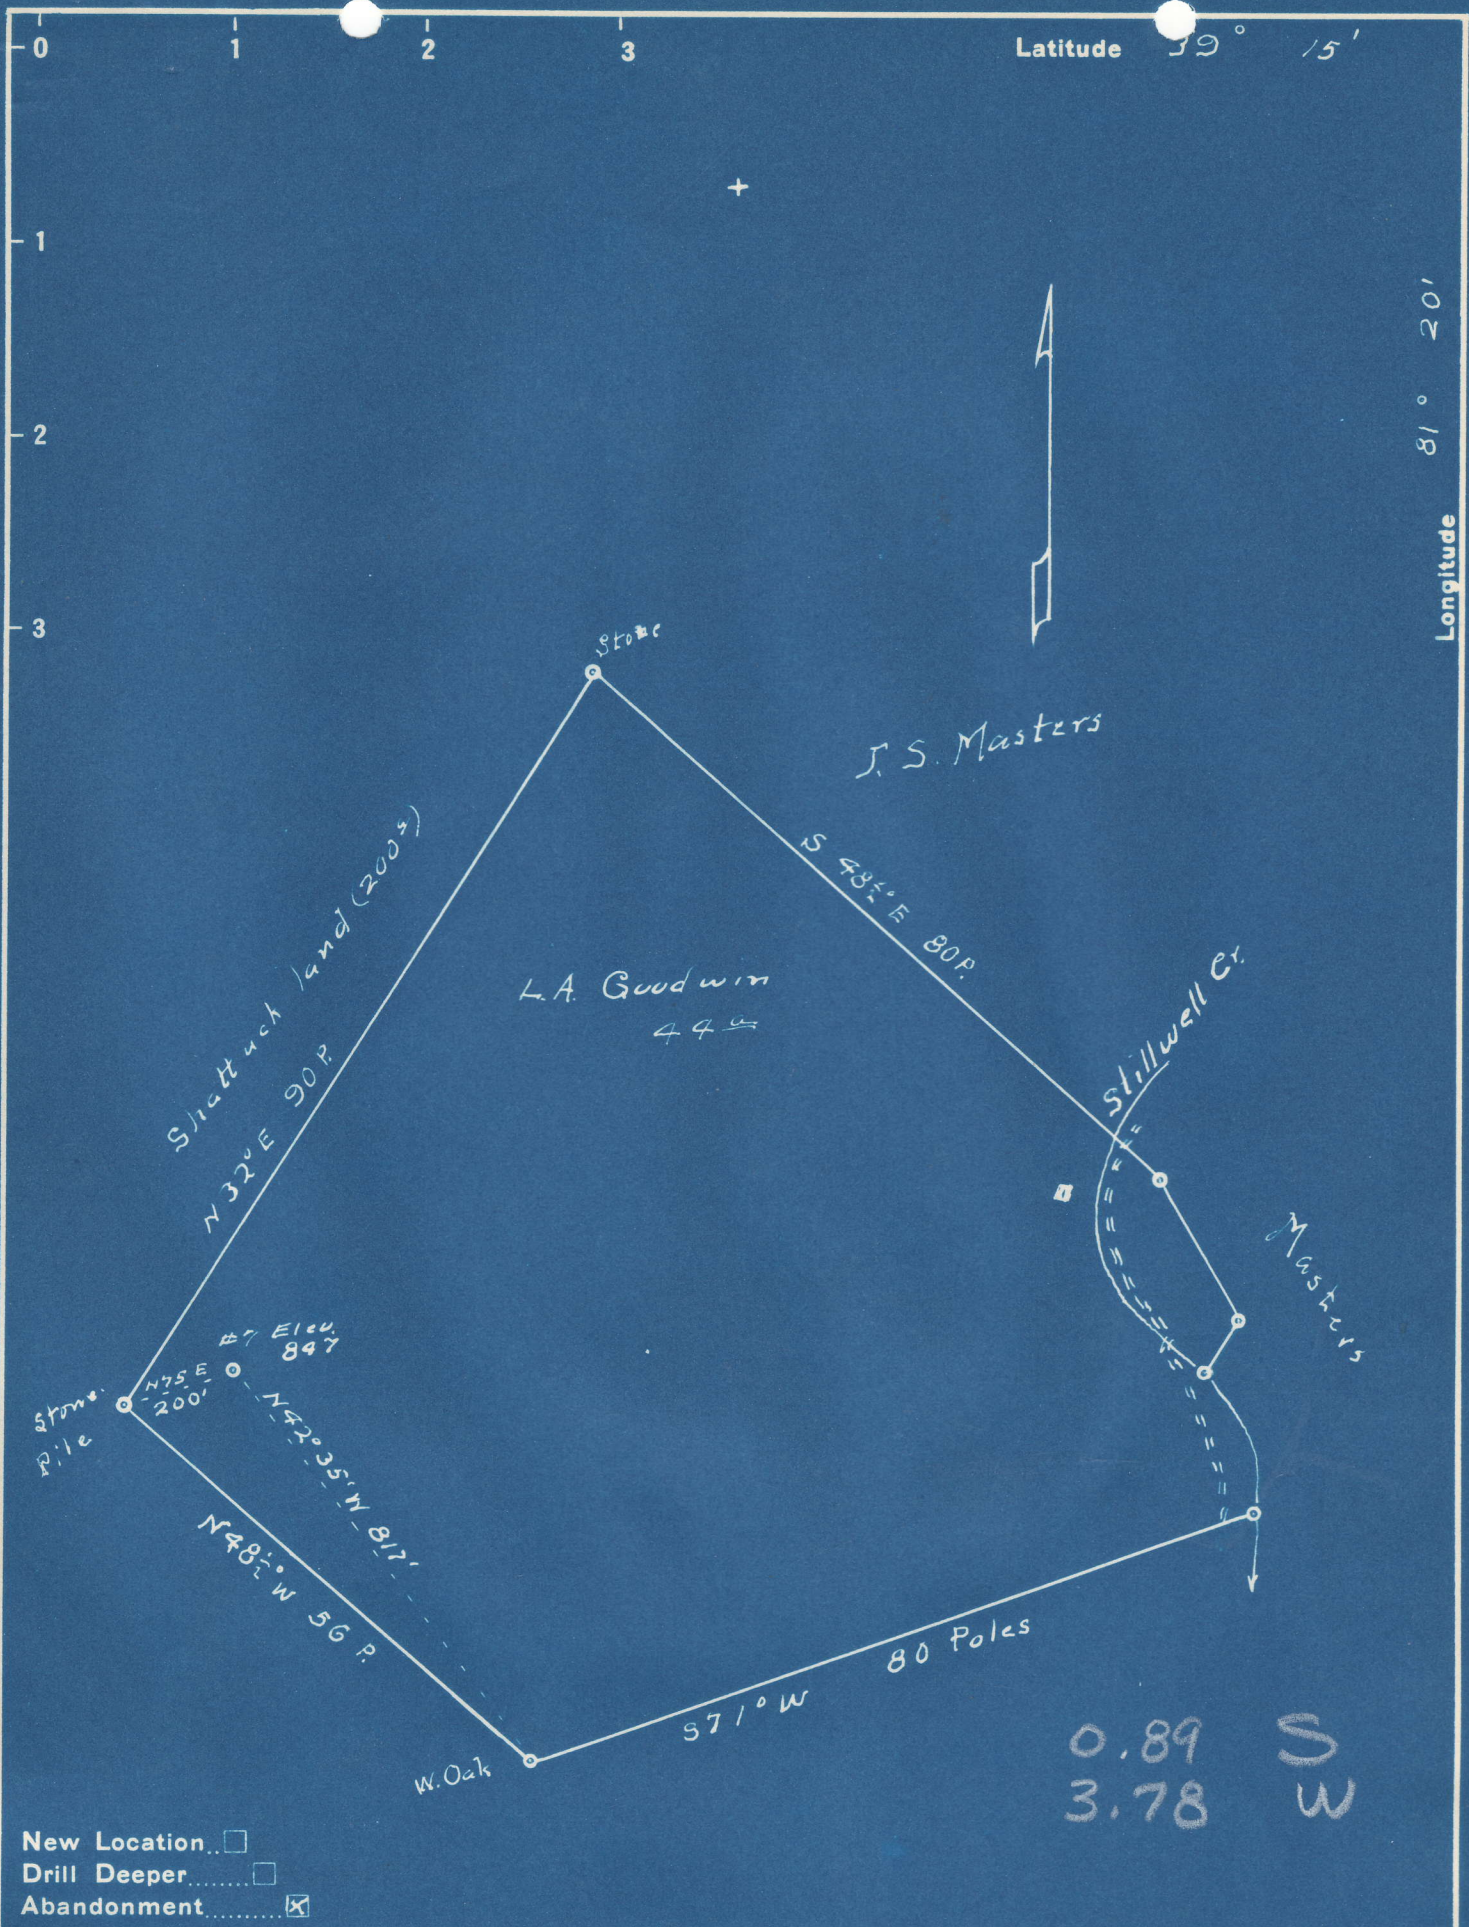 0 1 2 3
Latitude 39° 15'
1
2
3
81° 20'
Longitude
Stone
J. S. Masters
Shattuck land (200a)
S 48½° E 80 P.
L. A. Goodwin
44 a
Stillwell Cr.
N 32° E 90 P.
Masters
#7 Elev.
847
N 75 E
200'
Stone
Pile
N 42° 35' W 817'
N 48½° W 56 P.
80 Poles
S 71° W
W. Oak
0.89 S
3.78 W
New Location..
Drill Deeper........
Abandonment.......... X